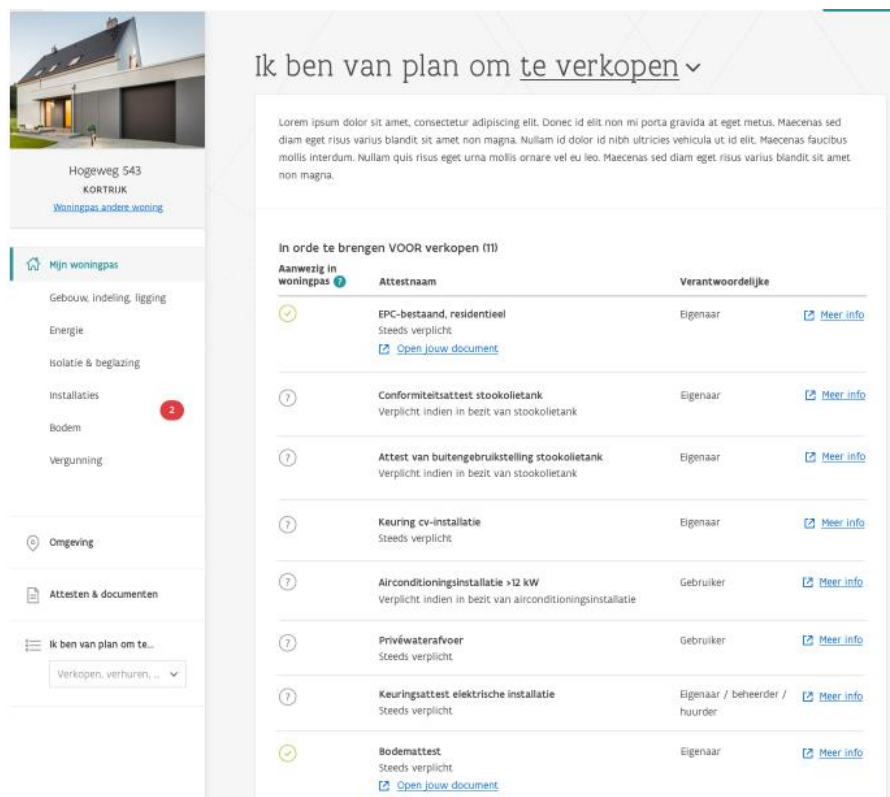 Hogeweg 543
KORTRIJK
Woningpas andere woning
Mijn woningpas
Gebouw, indeling, ligging
Energie
Isolatie & beglazing
Installaties
2
Bodem
Vergunning
Omgeving
Attesten & documenten
Ik ben van plan om te...
Verkopen, verhuren, ...
Ik ben van plan om te verkopen
Lorem ipsum dolor sit amet, consectetur adipiscing elit. Donec id elit non mi porta gravida at eget metus. Maecenas sed
diam eget risus varius blandit sit amet non magna. Nullam id dolor id nibh ultricies vehicula ut id elit. Maecenas faucibus
mollis interdum. Nullam quis risus eget urna mollis ornare vel eu leo. Maecenas sed diam eget risus varius blandit sit amet
non magna.
In orde te brengen VOOR verkopen (11)
Aanwezig in
woningpas ? Attestnaam Verantwoordelijke
EPC-bestaand, residentieel Eigenaar Meer info
Steeds verplicht
Open jouw document
? Conformiteitsattest stookolietank Eigenaar Meer info
Verplicht indien in bezit van stookolietank
? Attest van buitengebruikstelling stookolietank Eigenaar Meer info
Verplicht indien in bezit van stookolietank
? Keuring cv-installatie Eigenaar Meer info
Steeds verplicht
? Airconditioningsinstallatie >12 kW Gebruiker Meer info
Verplicht indien in bezit van airconditioningsinstallatie
? Privéwaterafvoer Gebruiker Meer info
Steeds verplicht
? Keuringsattest elektrische installatie Eigenaar / beheerder / Meer info
Steeds verplicht huurder
Bodemattest Eigenaar Meer info
Steeds verplicht
Open jouw document